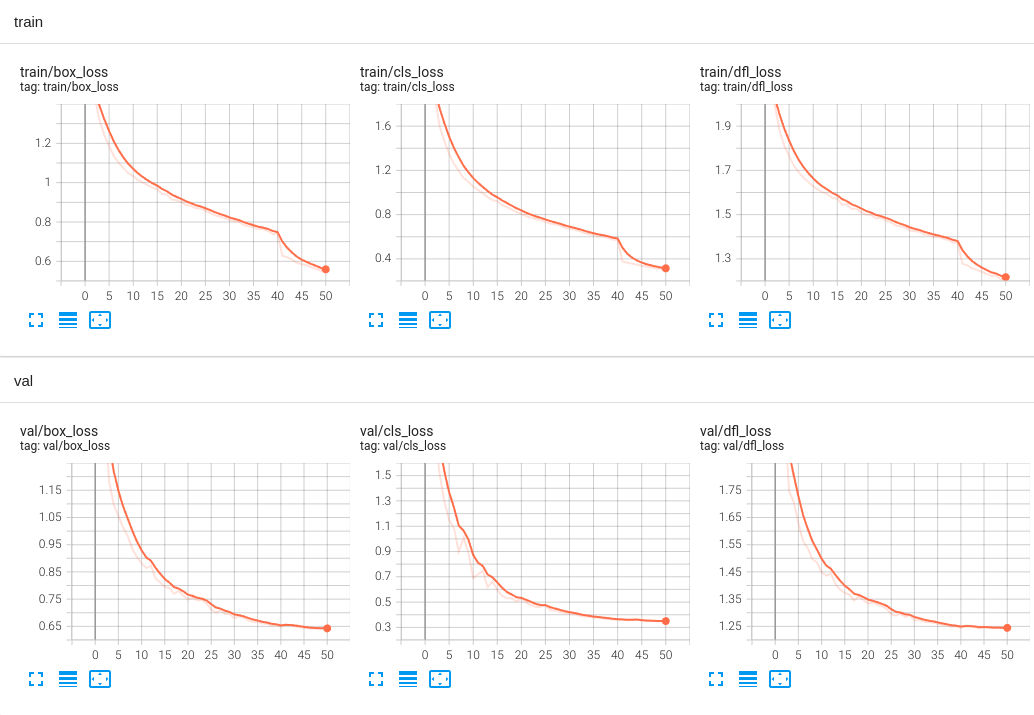 train
train/box_loss
tag: train/box_loss
1.2
1
0.8
0.6
0 5 10 15 20 25 30 35 40 45 50
train/cls_loss
tag: train/cls_loss
1.6
1.2
0.8
0.4
0 5 10 15 20 25 30 35 40 45 50
train/dfl_loss
tag: train/dfl_loss
1.9
1.7
1.5
1.3
0 5 10 15 20 25 30 35 40 45 50
val
val/box_loss
tag: val/box_loss
1.15
1.05
0.95
0.85
0.75
0.65
0 5 10 15 20 25 30 35 40 45 50
val/cls_loss
tag: val/cls_loss
1.5
1.3
1.1
0.9
0.7
0.5
0.3
0 5 10 15 20 25 30 35 40 45 50
val/dfl_loss
tag: val/dfl_loss
1.75
1.65
1.55
1.45
1.35
1.25
0 5 10 15 20 25 30 35 40 45 50